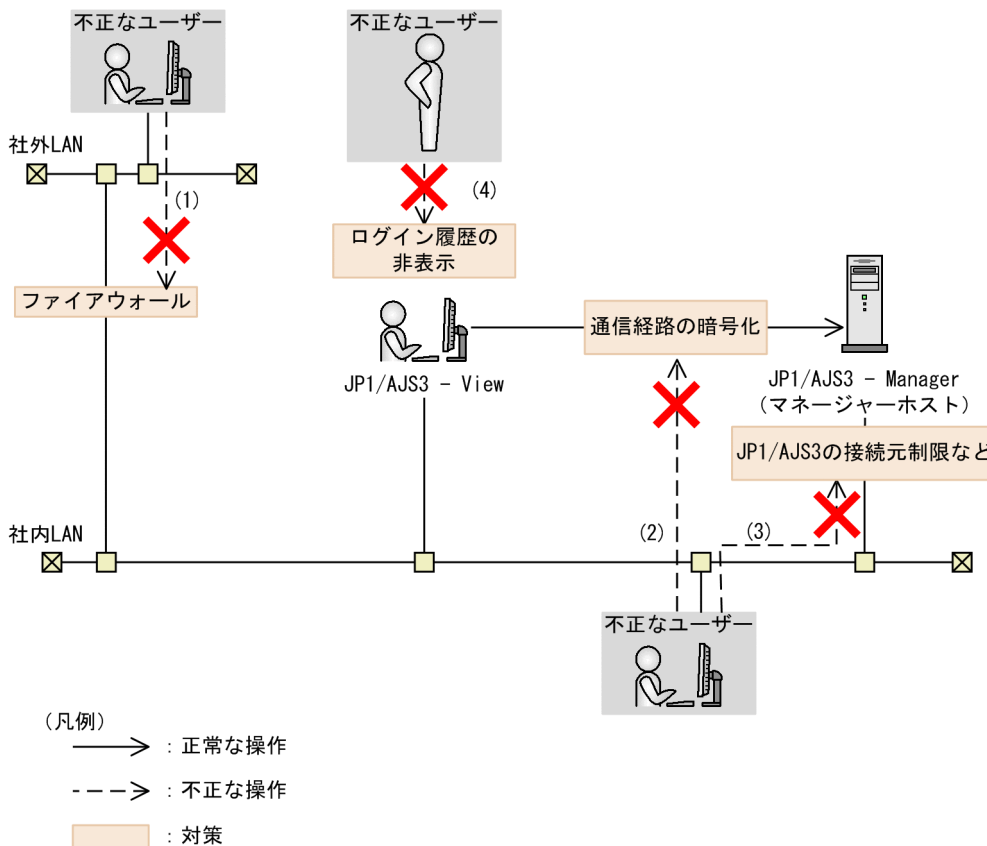 不正なユーザー
不正なユーザー
社外LAN
(1)
(4)
ログイン履歴の
非表示
ファイアウォール
通信経路の暗号化
JP1/AJS3 - View
JP1/AJS3 - Manager
(マネージャーホスト)
JP1/AJS3の接続元制限など
社内LAN
(2)
(3)
不正なユーザー
(凡例)
: 正常な操作
: 不正な操作
: 対策